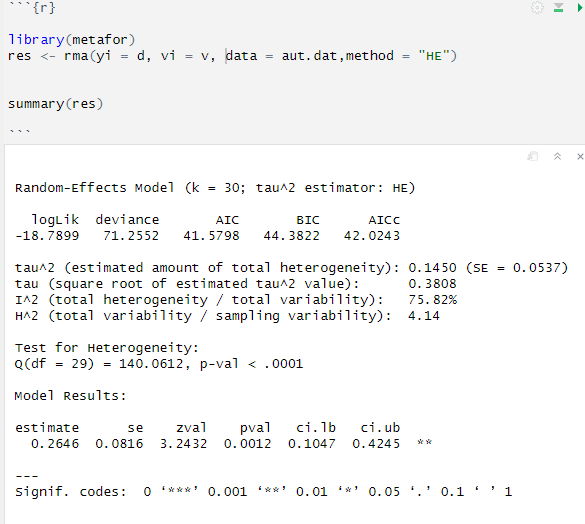 ```{r}
library(metafor)
res <- rma(yi = d, vi = v, data = aut.dat,method = "HE")
summary(res)
```
Random-Effects Model (k = 30; tau^2 estimator: HE)
logLik deviance AIC BIC AICc
-18.7899 71.2552 41.5798 44.3822 42.0243
tau^2 (estimated amount of total heterogeneity): 0.1450 (SE = 0.0537)
tau (square root of estimated tau^2 value): 0.3808
I^2 (total heterogeneity / total variability): 75.82%
H^2 (total variability / sampling variability): 4.14
Test for Heterogeneity:
Q(df = 29) = 140.0612, p-val < .0001
Model Results:
estimate se zval pval ci.lb ci.ub
0.2646 0.0816 3.2432 0.0012 0.1047 0.4245 **
---
Signif. codes: 0 ‘***’ 0.001 ‘**’ 0.01 ‘*’ 0.05 ‘.’ 0.1 ‘ ’ 1